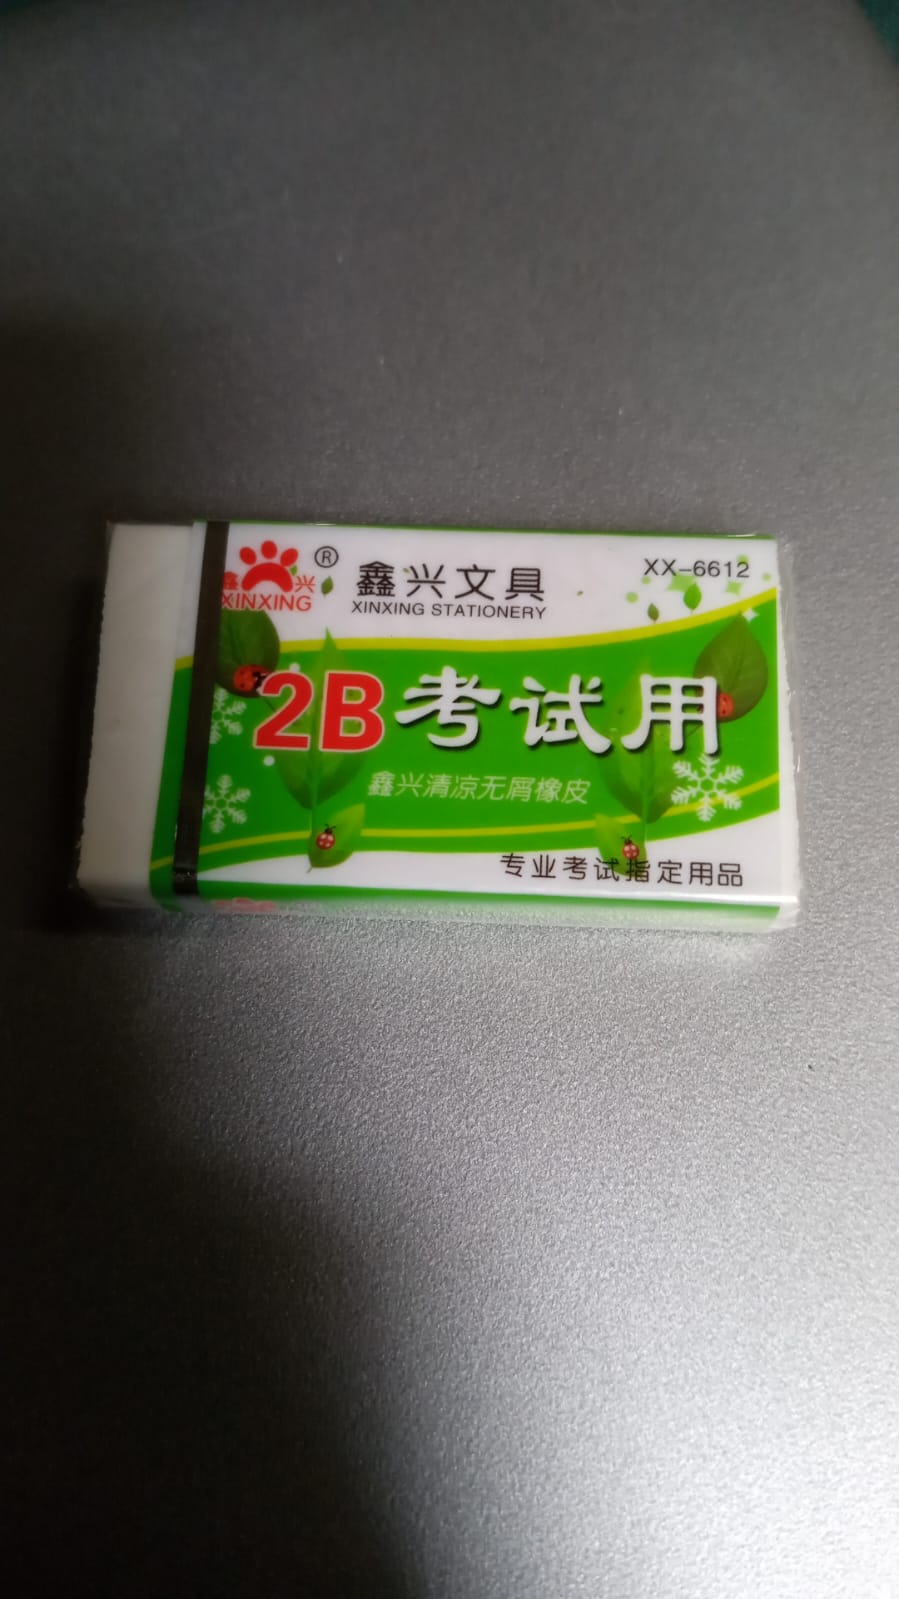 鑫兴
XINXING
®
鑫兴文具
XINXING STATIONERY
XX-6612
2B考试用
鑫兴清凉无屑橡皮
专业考试指定用品